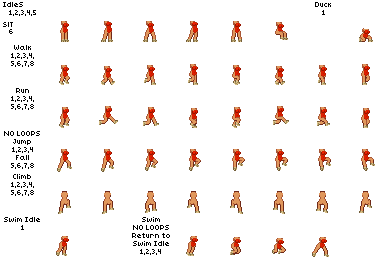 IdleS
1,2,3,4,5
Duck
1
SIT
6
Walk
1,2,3,4,
5,6,7,8
Run
1,2,3,4,
5,6,7,8
NO LOOPS
Jump
1,2,3,4
Fall
5,6,7,8
Climb
1,2,3,4,
5,6,7,8
Swim Idle
1
Swim
NO LOOPS
Return to
Swim Idle
1,2,3,4